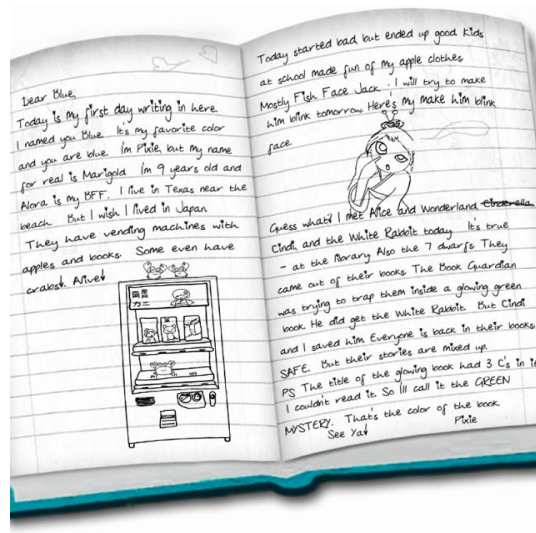 Dear Blue,
Today is my first day writing in here.
I named you Blue. It's my favorite color
and you are blue. I'm Pixie, but my name
for real is Marigold. I'm 9 years old and
Alora is my BFF. I live in Texas near the
beach. But I wish I lived in Japan.
They have vending machines with
apples and books. Some even have
crabs! Alive!
Today started bad but ended up good. Kids
at school made fun of my apple clothes.
Mostly Fish Face Jack. I will try to make
him blink tomorrow. Here's my make him blink
face.
Guess what? I met Alice and Wonderland Cinderella
Cindi, and the White Rabbit today. It's true
- at the library. Also the 7 dwarfs. They
came out of their books. The Book Guardian
was trying to trap them inside a glowing green
book. He did get the White Rabbit. But Cindi
and I saved him. Everyone is back in their books.
SAFE. But their stories are mixed up.
PS The title of the glowing book had 3 C's in it.
I couldn't read it. So I'll call it the GREEN
MYSTERY. That's the color of the book.
See Ya!
Pixie